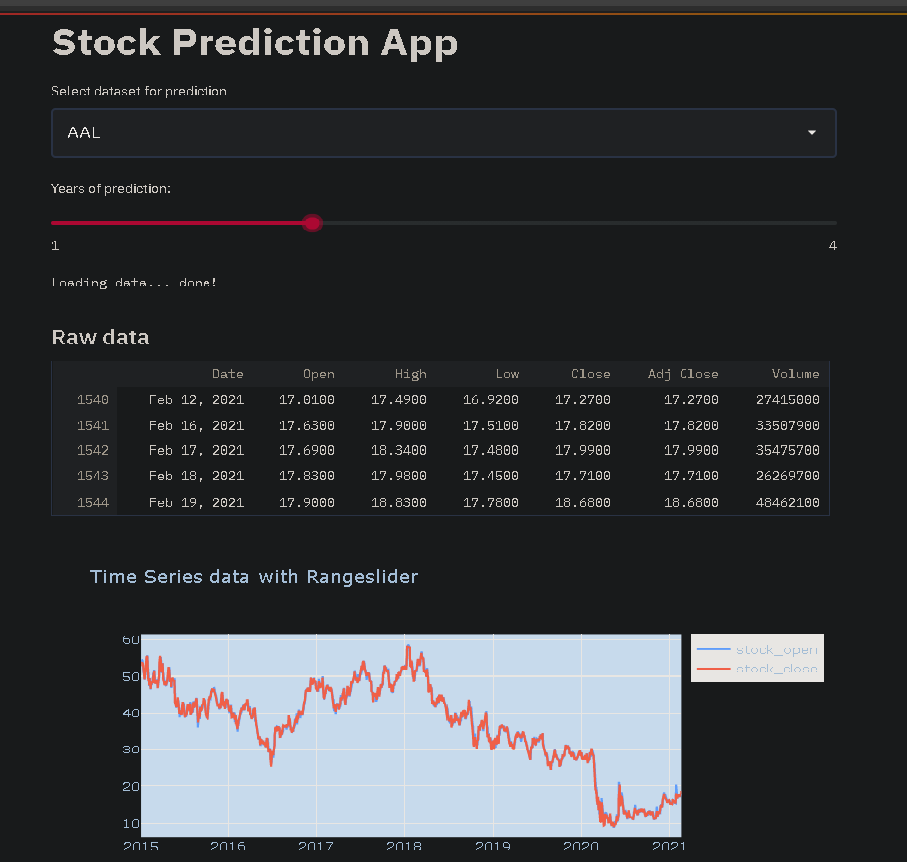 Stock Prediction App
Select dataset for prediction
AAL
Years of prediction:
1 4
Loading data... done!
Raw data
Date Open High Low Close Adj Close Volume
1540 Feb 12, 2021 17.0100 17.4900 16.9200 17.2700 17.2700 27415000
1541 Feb 16, 2021 17.6300 17.9000 17.5100 17.8200 17.8200 33507900
1542 Feb 17, 2021 17.6900 18.3400 17.4800 17.9900 17.9900 35475700
1543 Feb 18, 2021 17.8300 17.9800 17.4500 17.7100 17.7100 26269700
1544 Feb 19, 2021 17.9000 18.8300 17.7800 18.6800 18.6800 48462100
Time Series data with Rangeslider
60
50
40
30
20
10
2015 2016 2017 2018 2019 2020 2021
stock_open
stock_close